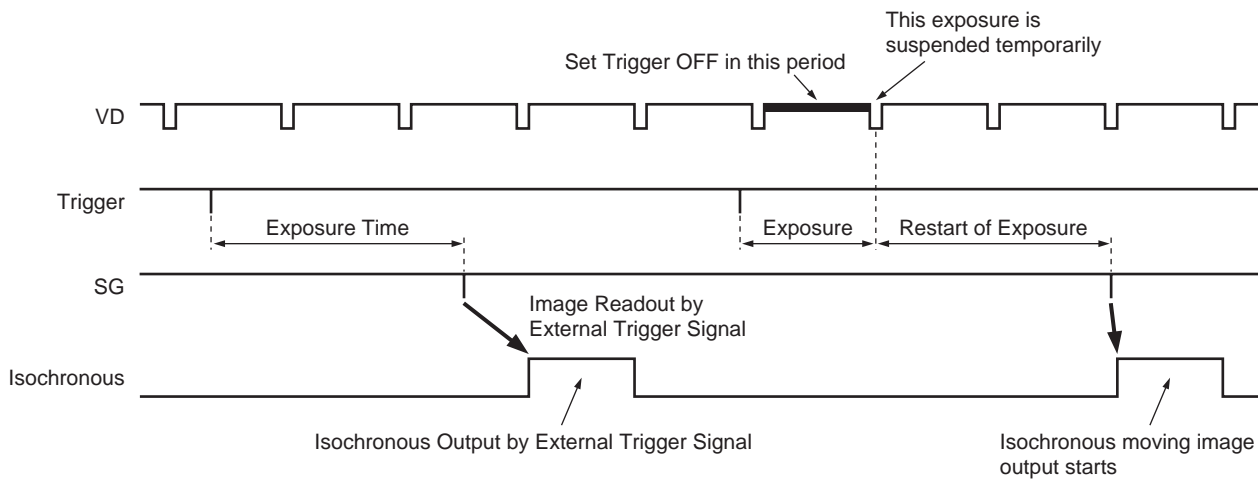 This exposure is
suspended temporarily
Set Trigger OFF in this period
VD
Trigger
Exposure Time
Exposure
Restart of Exposure
SG
Image Readout by
External Trigger Signal
Isochronous
Isochronous Output by External Trigger Signal
Isochronous moving image
output starts